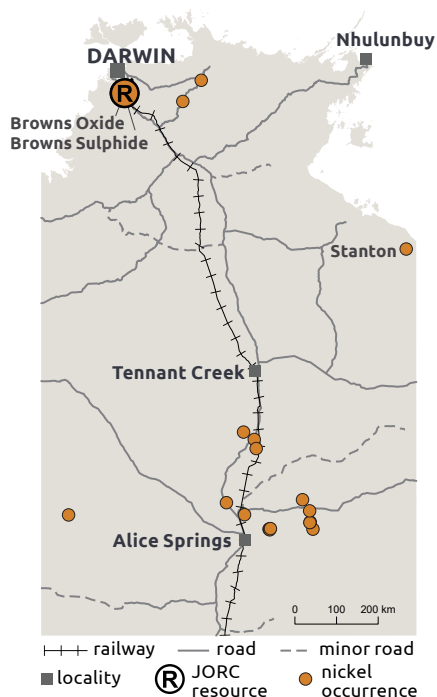 Nhulunbuy
DARWIN
R
Browns Oxide
Browns Sulphide
Stanton
Tennant Creek
Alice Springs
0 100 200 km
railway road minor road
locality R JORC resource nickel occurrence